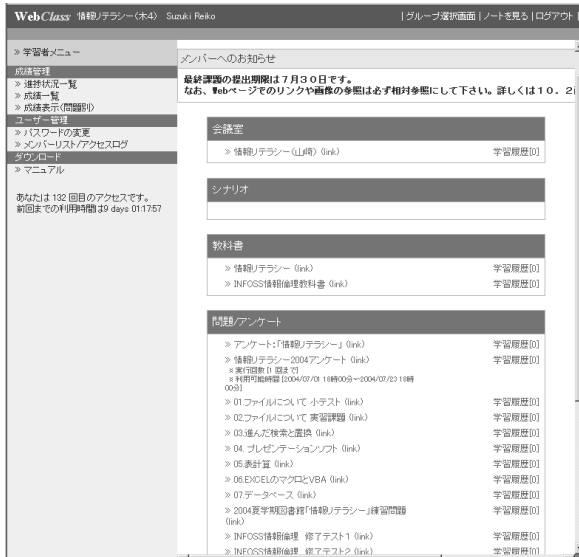 WebClass 情報リテラシー(木4) Suzuki Reiko
| グループ選択画面 | ノートを見る | ログアウト |
» 学習者メニュー
成績管理
» 進捗状況一覧
» 成績一覧
» 成績表示(問題別)
ユーザー管理
» パスワードの変更
» メンバーリスト/アクセスログ
ダウンロード
» マニュアル
あなたは 132 回目のアクセスです。
前回までの利用時間は9 days 01:17:57
メンバーへのお知らせ
最終課題の提出期限は7月30日です。
なお、Webページでのリンクや画像の参照は必ず相対参照にして下さい。詳しくは10.2
会議室
» 情報リテラシー(山崎) (link) 学習履歴[0]
シナリオ
教科書
» 情報リテラシー (link) 学習履歴[0]
» INFOSS情報倫理教科書 (link) 学習履歴[0]
問題/アンケート
» アンケート:「情報リテラシー」 (link) 学習履歴[0]
» 情報リテラシー2004アンケート (link) 学習履歴[0]
※実行回数 [1 回まで]
※利用可能時間 [2004/07/01 18時00分〜2004/07/23 18時
00分]
» 01.ファイルについて 小テスト (link) 学習履歴[0]
» 02.ファイルについて 実習課題 (link) 学習履歴[0]
» 03.進んだ検索と置換 (link) 学習履歴[0]
» 04. プレゼンテーションソフト (link) 学習履歴[0]
» 05.表計算 (link) 学習履歴[0]
» 06.EXCELのマクロとVBA (link) 学習履歴[0]
» 07.データベース (link) 学習履歴[0]
» 2004夏学期図書館「情報リテラシー」練習問題 学習履歴[0]
(link)
» INFOSS情報倫理 修了テスト1 (link) 学習履歴[0]
» INFOSS情報倫理 修了テスト2 (link) 学習履歴[0]